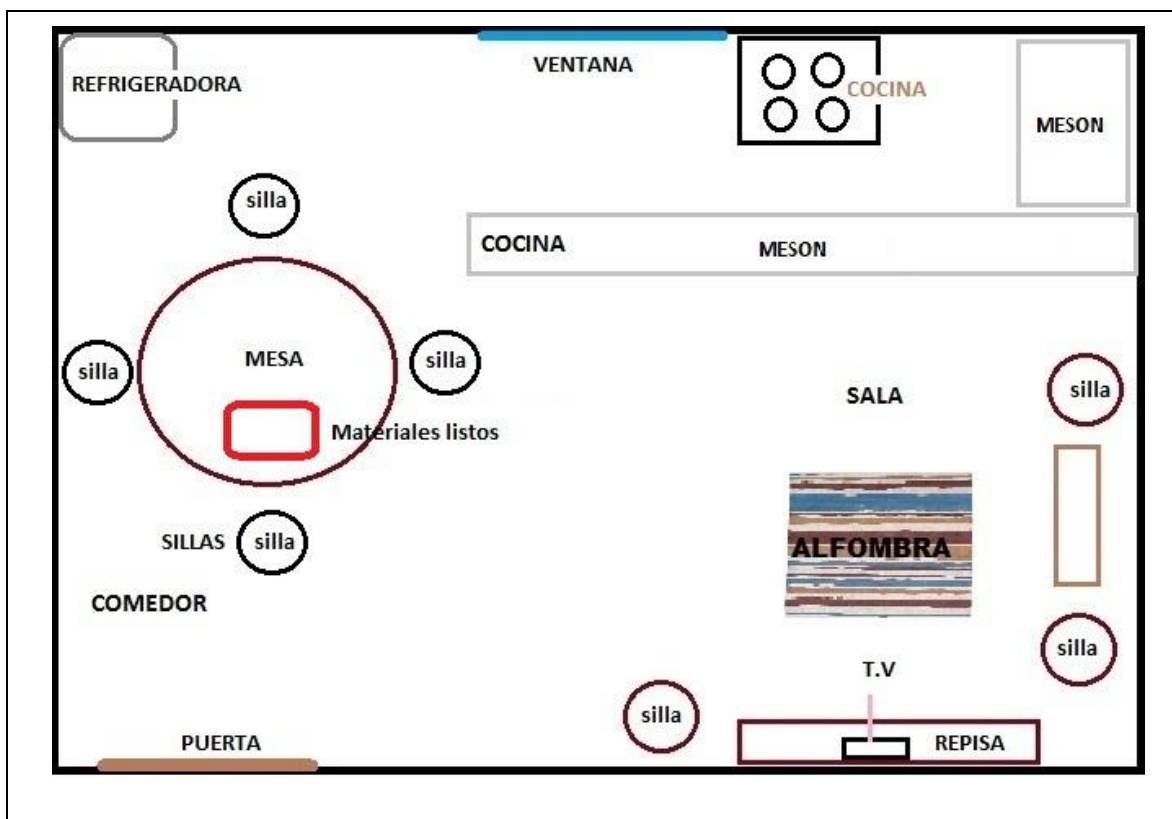 REFRIGERADORA
VENTANA
COCINA
MESON
silla
COCINA
MESON
silla
MESA
silla
silla
SALA
Materiales listos
SILLAS
silla
ALFOMBRA
COMEDOR
silla
T.V
silla
PUERTA
REPISA